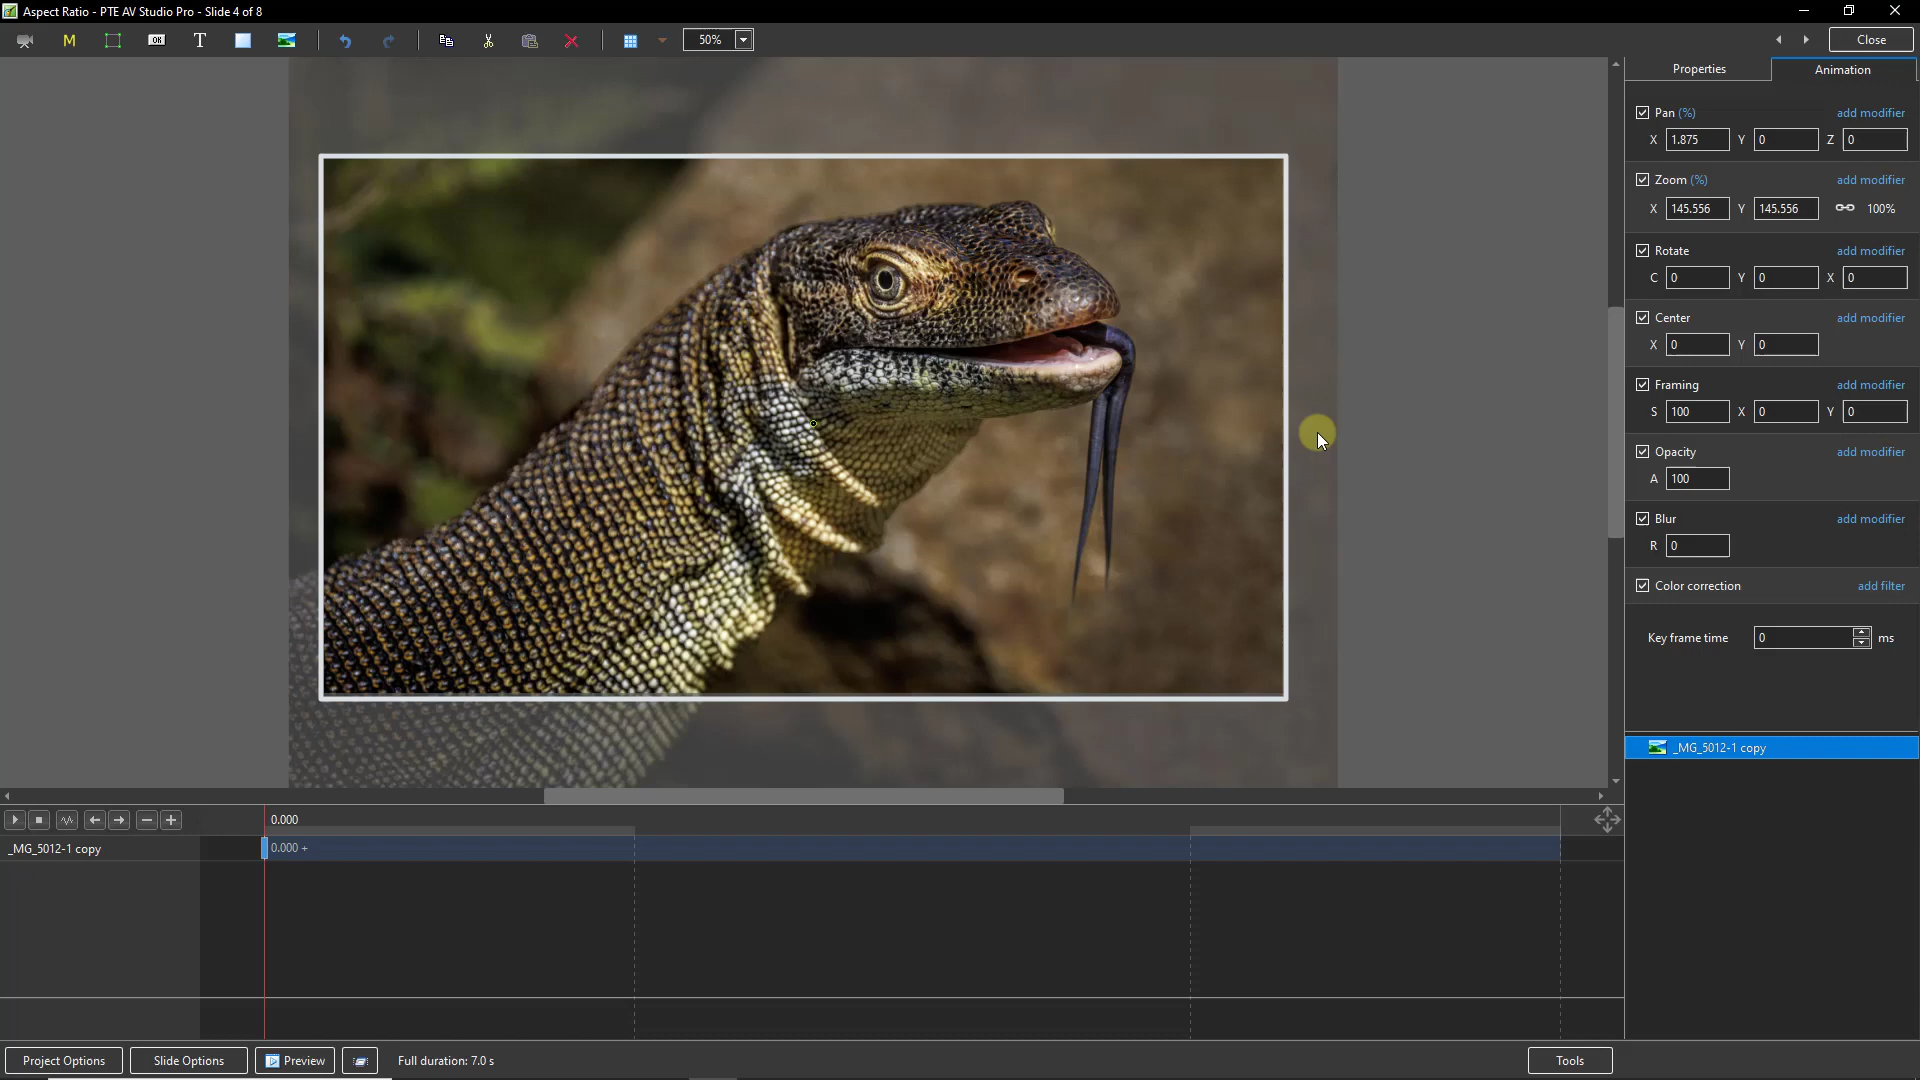 Aspect Ratio - PTE AV Studio Pro - Slide 4 of 8
M
OK
T
50%
Close
Properties
Animation
Pan (%)
add modifier
X 1.875 Y 0 Z 0
Zoom (%)
add modifier
X 145.556 Y 145.556 100%
Rotate
add modifier
C 0 Y 0 X 0
Center
add modifier
X 0 Y 0
Framing
add modifier
S 100 X 0 Y 0
Opacity
add modifier
A 100
Blur
add modifier
R 0
Color correction
add filter
Key frame time 0 ms
_MG_5012-1 copy
0.000
_MG_5012-1 copy
0.000 +
Project Options
Slide Options
Preview
Full duration: 7.0 s
Tools